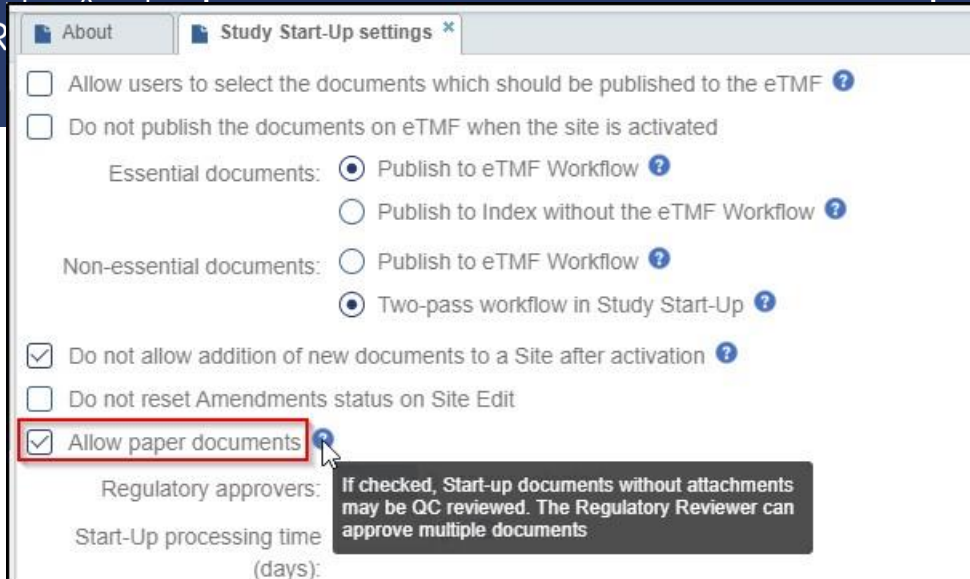 About
Study Start-Up settings
Allow users to select the documents which should be published to the eTMF
Do not publish the documents on eTMF when the site is activated
Essential documents: Publish to eTMF Workflow
Publish to Index without the eTMF Workflow
Non-essential documents: Publish to eTMF Workflow
Two-pass workflow in Study Start-Up
Do not allow addition of new documents to a Site after activation
Do not reset Amendments status on Site Edit
Allow paper documents
If checked, Start-up documents without attachments
may be QC reviewed. The Regulatory Reviewer can
approve multiple documents
Regulatory approvers:
Start-Up processing time
(days):